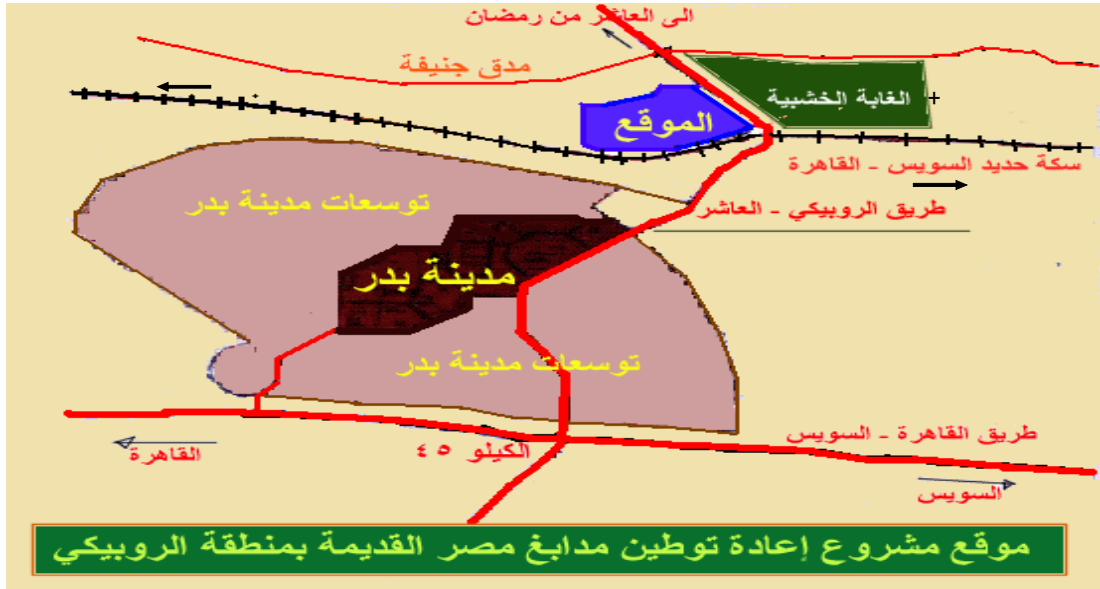 الى العاشر من رمضان
مدق جنيفة
الغابة الخشبية
الموقع
سكة حديد السويس - القاهرة
توسعات مدينة بدر
طريق الروبيكي - العاشر
مدينة بدر
توسعات مدينة بدر
طريق القاهرة - السويس
الكيلو ٤٥
القاهرة
السويس
موقع مشروع إعادة توطين مدابغ مصر القديمة بمنطقة الروبيكي